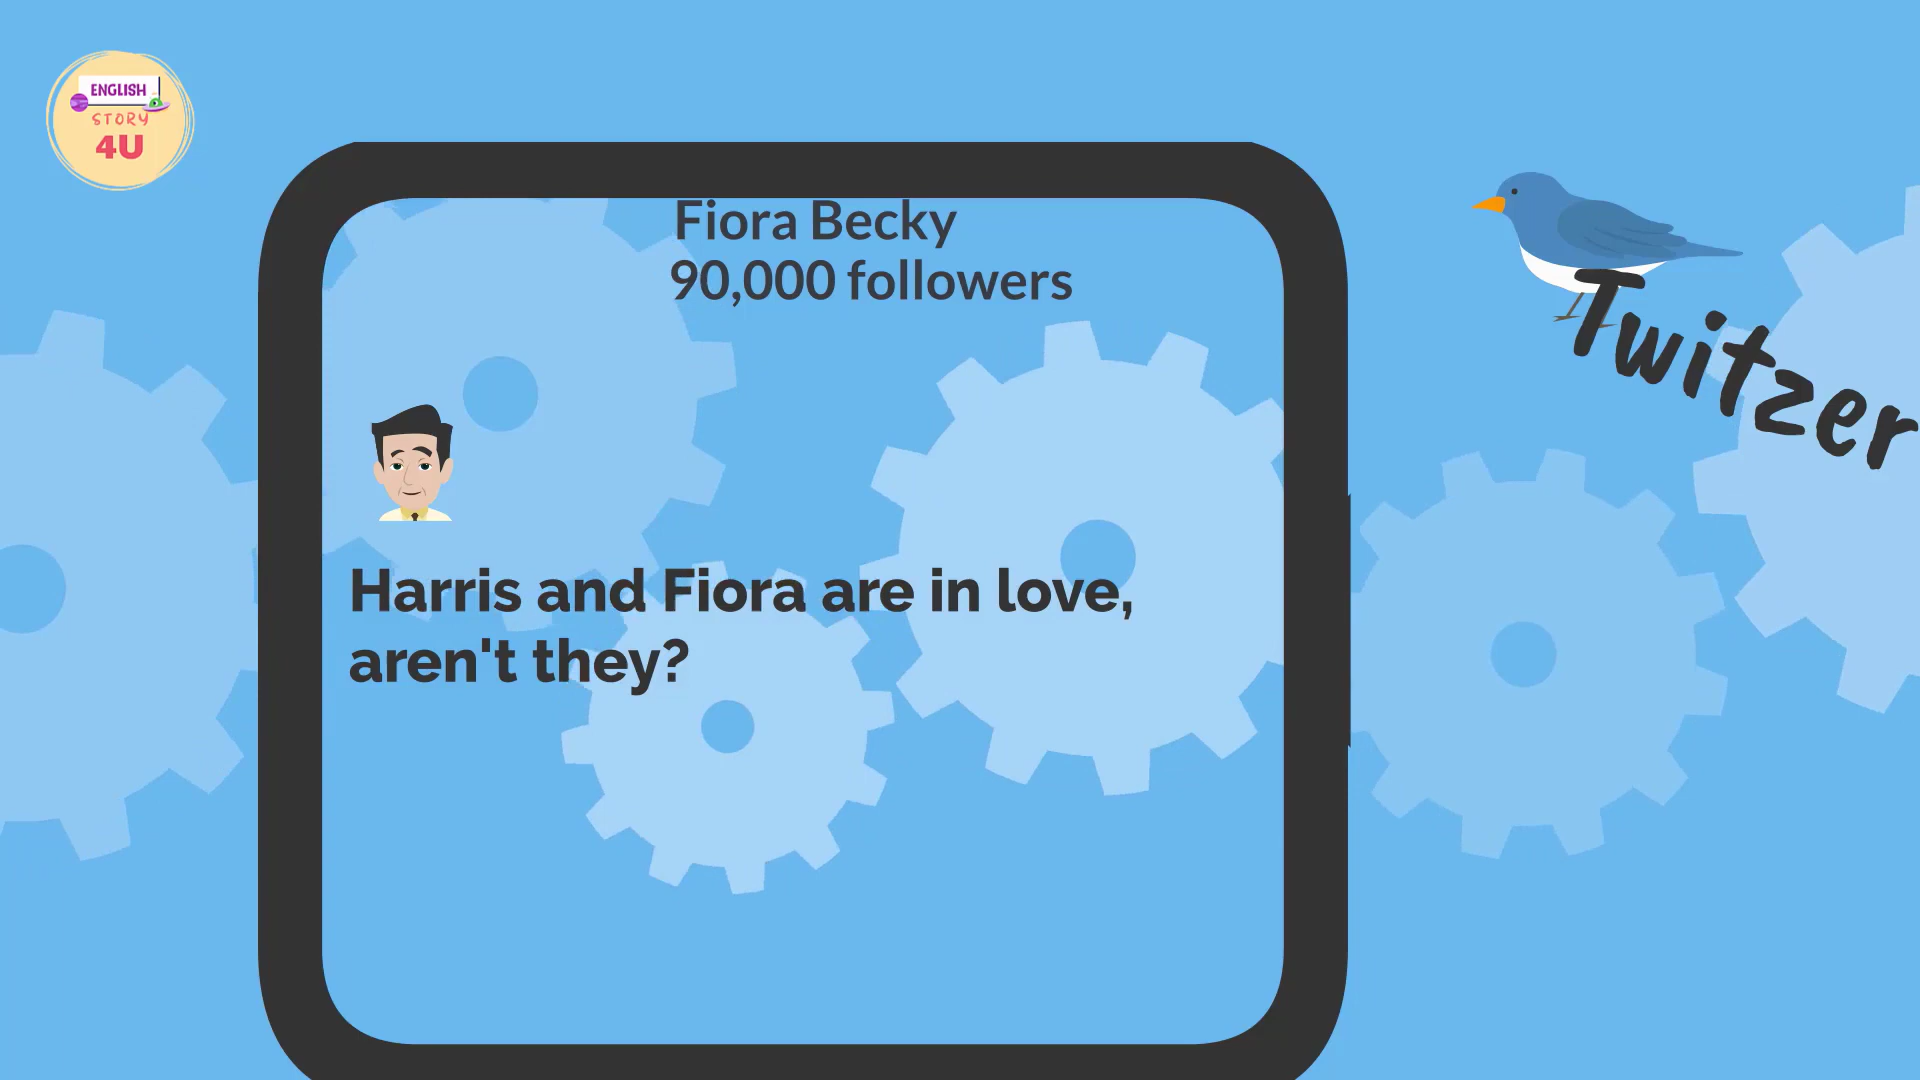 ENGLISH
STORY
4U
Fiora Becky
90,000 followers
Twitzer
Harris and Fiora are in love,
aren't they?